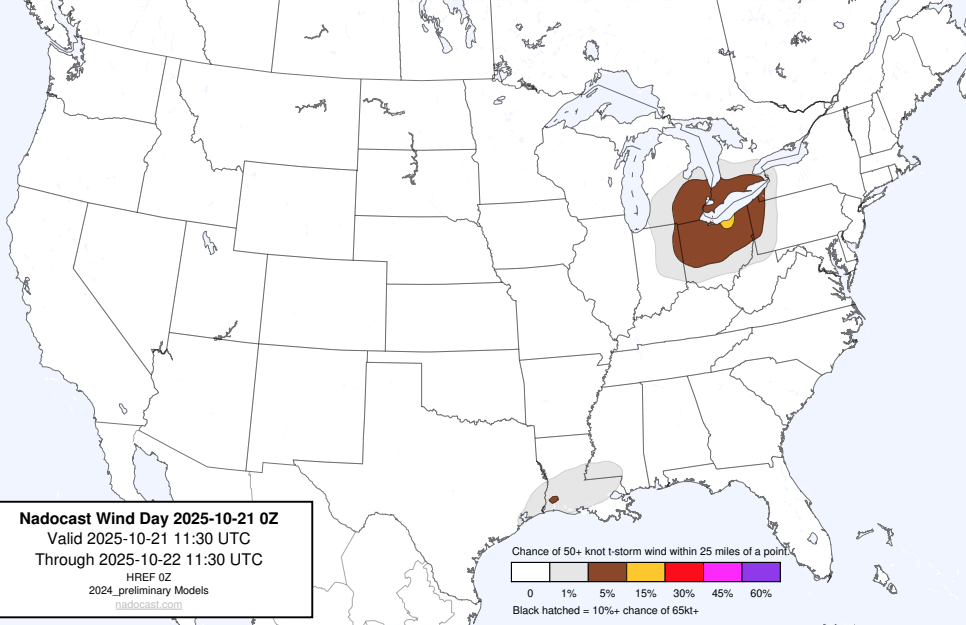 Nadocast Wind Day 2025-10-21 0Z
Valid 2025-10-21 11:30 UTC
Through 2025-10-22 11:30 UTC
HREF 0Z
2024_preliminary Models
nadocast.com
Chance of 50+ knot t-storm wind within 25 miles of a point.
0 1% 5% 15% 30% 45% 60%
Black hatched = 10%+ chance of 65kt+